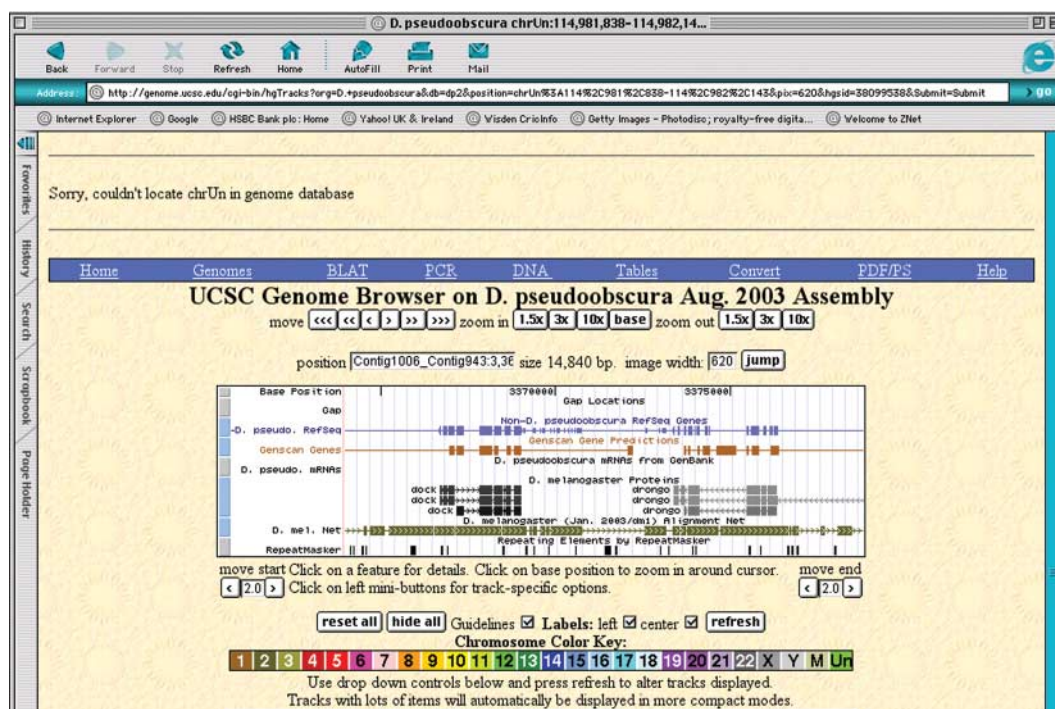 D. pseudoobscura chrUn:114,981,838-114,982,14...
Back Forward Stop Refresh Home AutoFill Print Mail
Address: http://genome.ucsc.edu/cgi-bin/hgTracks?org=D.+pseudoobscura&db=dp2&position=chrUn%3A114%2C981%2C838-114%2C982%2C143&pix=620&hgsid=38099538&Submit=Submit go
Internet Explorer Google HSBC Bank plc: Home Yahoo! UK & Ireland Wisden CricInfo Getty Images - Photodisc; royalty-free digita... Welcome to ZNet
Favorites
History
Search
Scrapbook
Page Holder
Sorry, couldn't locate chrUn in genome database
Home Genomes BLAT PCR DNA Tables Convert PDF/PS Help
UCSC Genome Browser on D. pseudoobscura Aug. 2003 Assembly
move <<< << < > >> >>> zoom in 1.5x 3x 10x base zoom out 1.5x 3x 10x
position Contig1006_Contig943:3,36 size 14,840 bp. image width: 620 jump
Base Position 3370000| 3375000|
Gap Locations
Gap
Non-D. pseudoobscura RefSeq Genes
-D. pseudo. RefSeq
Genscan Gene Predictions
Genscan Genes
D. pseudoobscura mRNAs from GenBank
D. pseudo. mRNAs
D. melanogaster Proteins
dock drongo
dock drongo
dock drongo
D. melanogaster (Jan. 2003/dm1) Alignment Net
D. mel. Net
Repeating Elements by RepeatMasker
RepeatMasker
move start Click on a feature for details. Click on base position to zoom in around cursor. move end
< 2.0 > Click on left mini-buttons for track-specific options. < 2.0 >
reset all hide all Guidelines Labels: left center refresh
Chromosome Color Key:
1 2 3 4 5 6 7 8 9 10 11 12 13 14 15 16 17 18 19 20 21 22 X Y M Un
Use drop down controls below and press refresh to alter tracks displayed.
Tracks with lots of items will automatically be displayed in more compact modes.